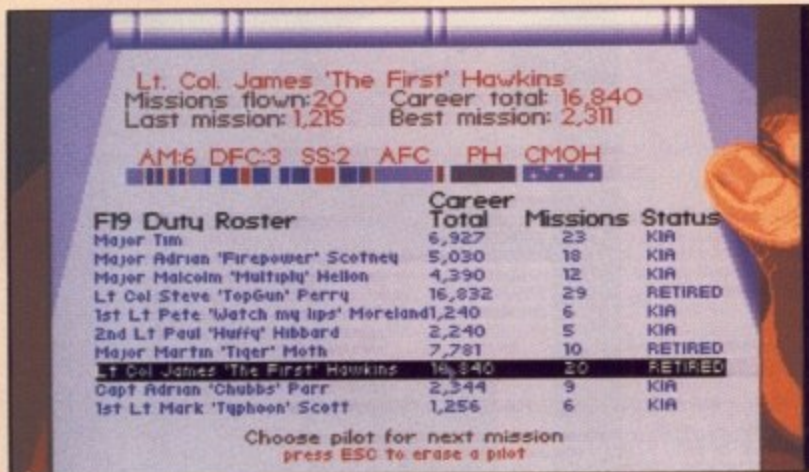 Lt. Col. James 'The First' Hawkins
Missions flown:20 Career total: 16,840
Last mission: 1,215 Best mission: 2,311
AM:6 DFC:3 SS:2 AFC PH CMOH
F19 Duty Roster Career Total Missions Status
Major Tim 6,927 23 KIA
Major Adrian 'Firepower' Scotney 5,030 18 KIA
Major Malcolm 'Multiply' Hellon 4,390 12 KIA
Lt Col Steve 'TopGun' Perry 16,832 29 RETIRED
1st Lt Pete 'Watch my lips' Moreland1,240 6 KIA
2nd Lt Paul 'Huffy' Hibbard 2,240 5 KIA
Major Martin 'Tiger' Moth 7,781 10 RETIRED
Lt Col James 'The First' Hawkins 16,840 20 RETIRED
Capt Adrian 'Chubbs' Parr 2,344 9 KIA
1st Lt Mark 'Typhoon' Scott 1,256 6 KIA
Choose pilot for next mission
press ESC to erase a pilot